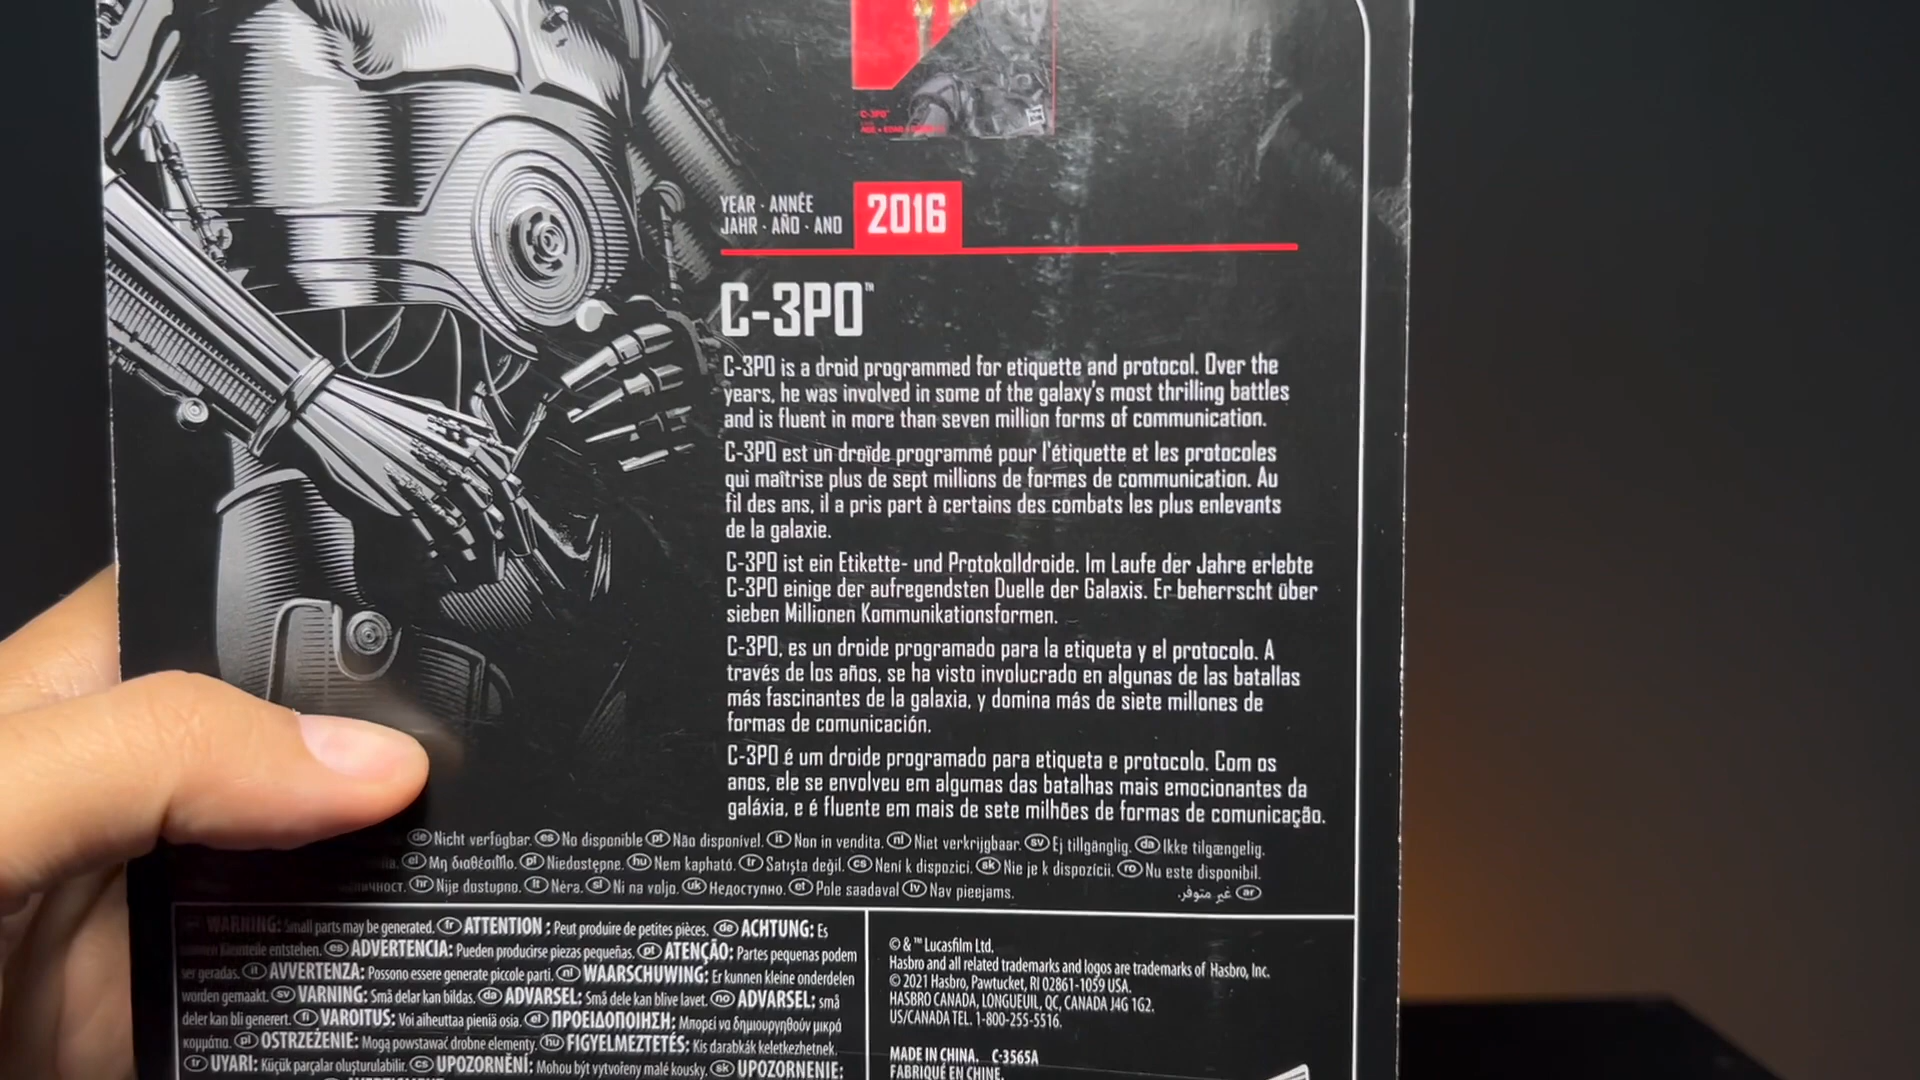 C-3PO™
YEAR · ANNÉE
JAHR · AÑO · ANO
2016
C-3PO™
C-3PO is a droid programmed for etiquette and protocol. Over the
years, he was involved in some of the galaxy's most thrilling battles
and is fluent in more than seven million forms of communication.
C-3PO est un droïde programmé pour l'étiquette et les protocoles
qui maîtrise plus de sept millions de formes de communication. Au
fil des ans, il a pris part à certains des combats les plus enlevants
de la galaxie.
C-3PO ist ein Etikette- und Protokolldroide. Im Laufe der Jahre erlebte
C-3PO einige der aufregendsten Duelle der Galaxis. Er beherrscht über
sieben Millionen Kommunikationsformen.
C-3PO, es un droide programado para la etiqueta y el protocolo. A
través de los años, se ha visto involucrado en algunas de las batallas
más fascinantes de la galaxia, y domina más de siete millones de
formas de comunicación.
C-3PO é um droide programado para etiqueta e protocolo. Com os
anos, ele se envolveu em algumas das batalhas mais emocionantes da
galáxia, e é fluente em mais de sete milhões de formas de comunicação.
de Nicht verfügbar. es No disponible pt Não disponível. it Non in vendita. nl Niet verkrijgbaar. sv Ej tillgänglig. da Ikke tilgængelig.
el Μη διαθέσιμο. pl Niedostępne. hu Nem kapható. tr Satışta değil. cs Není k dispozici. sk Nie je k dispozícii. ro Nu este disponibil.
hr Nije dostupno. lt Nėra. sl Ni na voljo. uk Недоступно. et Pole saadaval lv Nav pieejams.
ar غير متوفر.
WARNING: Small parts may be generated. fr ATTENTION : Peut produire de petites pièces. de ACHTUNG: Es
können Kleinteile entstehen. es ADVERTENCIA: Pueden producirse piezas pequeñas. pt ATENÇÃO: Partes pequenas podem
ser geradas. it AVVERTENZA: Possono essere generate piccole parti. nl WAARSCHUWING: Er kunnen kleine onderdelen
worden gemaakt. sv VARNING: Små delar kan bildas. da ADVARSEL: Små dele kan blive lavet. no ADVARSEL: små
deler kan bli generert. fi VAROITUS: Voi aiheuttaa pieniä osia. el ΠΡΟΕΙΔΟΠΟΙΗΣΗ: Μπορεί να δημιουργηθούν μικρά
κομμάτια. pl OSTRZEŻENIE: Mogą powstawać drobne elementy. hu FIGYELMEZTETÉS: Kis darabkák keletkezhetnek.
tr UYARI: Küçük parçalar oluşturulabilir. cs UPOZORNĚNÍ: Mohou být vytvořeny malé kousky. sk UPOZORNENIE:
© & ™ Lucasfilm Ltd.
Hasbro and all related trademarks and logos are trademarks of Hasbro, Inc.
© 2021 Hasbro, Pawtucket, RI 02861-1059 USA.
HASBRO CANADA, LONGUEUIL, QC, CANADA J4G 1G2.
US/CANADA TEL. 1-800-255-5516.
MADE IN CHINA. C-3565A
FABRIQUÉ EN CHINE.